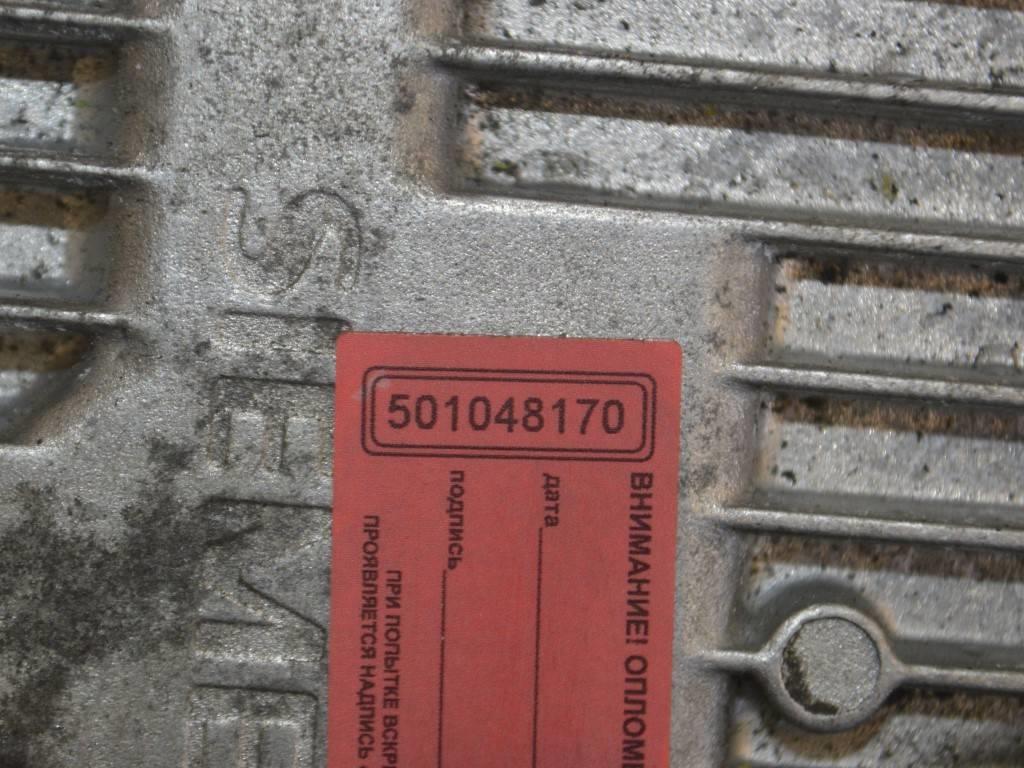 501048170
ВНИМАНИЕ! ОПЛОМ
дата
подпись
ПРИ ПОПЫТКЕ ВСКР
ПРОЯВЛЯЕТСЯ НАДПИСЬ